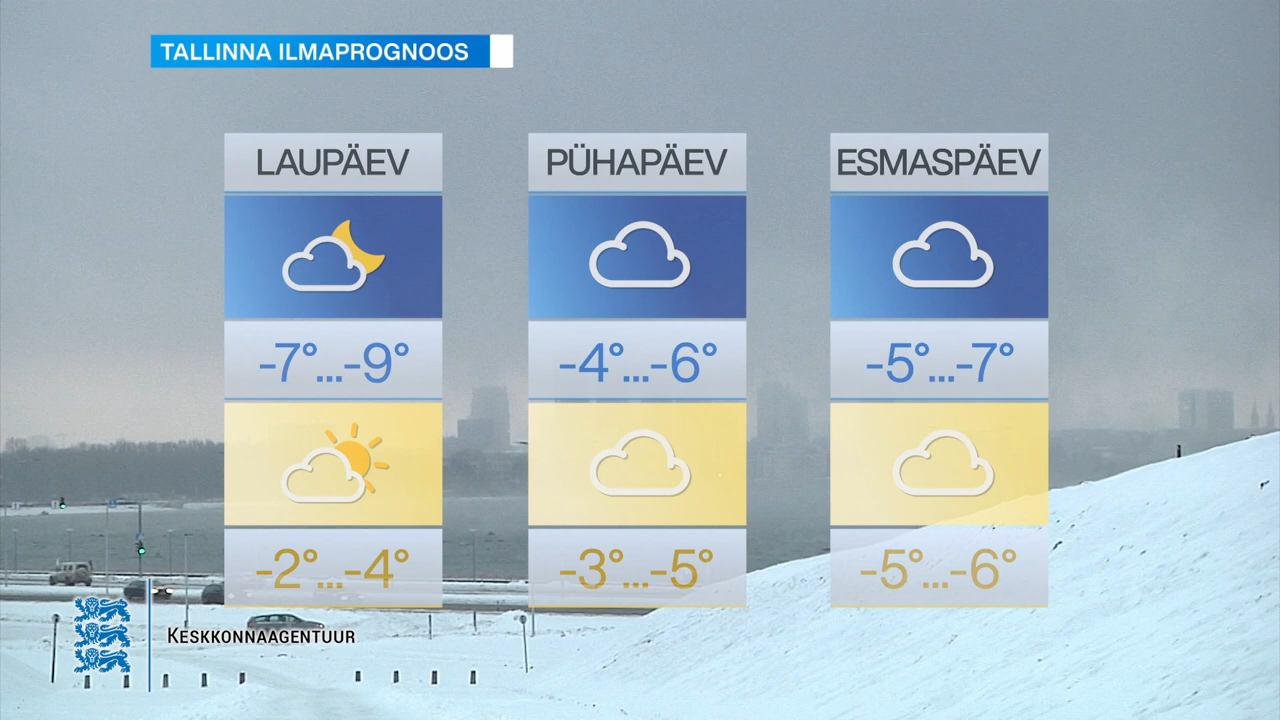 TALLINNA ILMAPROGNOOS
LAUPÄEV
-7°...-9°
-2°...-4°
PÜHAPÄEV
-4°...-6°
-3°...-5°
ESMASPÄEV
-5°...-7°
-5°...-6°
KESKKONNAAGENTUUR